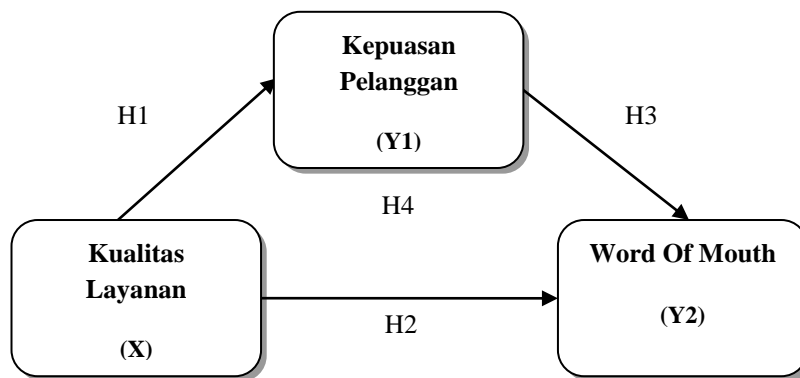 Kepuasan
Pelanggan
(Y1)
H1
H3
H4
Kualitas
Layanan
(X)
Word Of Mouth
(Y2)
H2